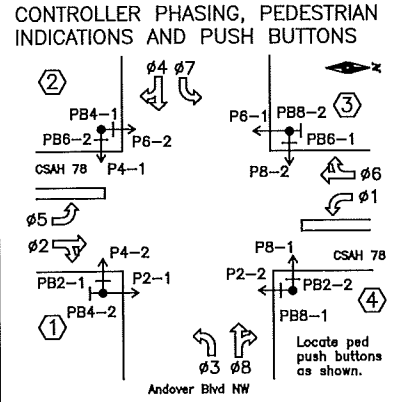 CONTROLLER PHASING, PEDESTRIAN
INDICATIONS AND PUSH BUTTONS
2
ø4 ø7
N
3
PB4-1
PB6-2
P6-2
P4-1
CSAH 78
P6-1
PB8-2
PB6-1
P8-2
ø6
ø1
ø5
ø2
P4-2
PB2-1
P2-1
PB4-2
1
P8-1
CSAH 78
P2-2
PB2-2
PB8-1
4
ø3 ø8
Locate ped
push buttons
as shown.
Andover Blvd NW